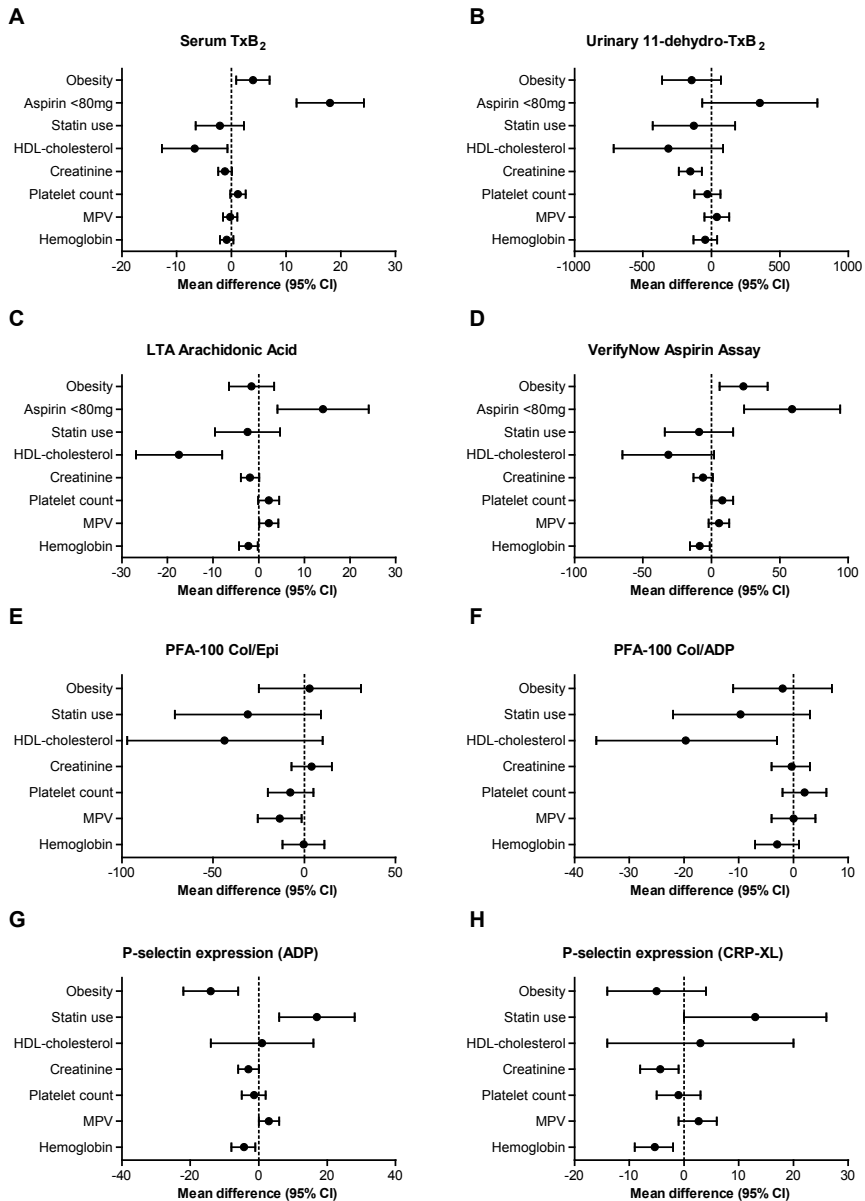 A
Serum TxB₂
Obesity
Aspirin <80mg
Statin use
HDL-cholesterol
Creatinine
Platelet count
MPV
Hemoglobin
-20 -10 0 10 20 30
Mean difference (95% CI)
B
Urinary 11-dehydro-TxB₂
Obesity
Aspirin <80mg
Statin use
HDL-cholesterol
Creatinine
Platelet count
MPV
Hemoglobin
-1000 -500 0 500 1000
Mean difference (95% CI)
C
LTA Arachidonic Acid
Obesity
Aspirin <80mg
Statin use
HDL-cholesterol
Creatinine
Platelet count
MPV
Hemoglobin
-30 -20 -10 0 10 20 30
Mean difference (95% CI)
D
VerifyNow Aspirin Assay
Obesity
Aspirin <80mg
Statin use
HDL-cholesterol
Creatinine
Platelet count
MPV
Hemoglobin
-100 -50 0 50 100
Mean difference (95% CI)
E
PFA-100 Col/Epi
Obesity
Statin use
HDL-cholesterol
Creatinine
Platelet count
MPV
Hemoglobin
-100 -50 0 50
Mean difference (95% CI)
F
PFA-100 Col/ADP
Obesity
Statin use
HDL-cholesterol
Creatinine
Platelet count
MPV
Hemoglobin
-40 -30 -20 -10 0 10
Mean difference (95% CI)
G
P-selectin expression (ADP)
Obesity
Statin use
HDL-cholesterol
Creatinine
Platelet count
MPV
Hemoglobin
-40 -20 0 20 40
Mean difference (95% CI)
H
P-selectin expression (CRP-XL)
Obesity
Statin use
HDL-cholesterol
Creatinine
Platelet count
MPV
Hemoglobin
-20 -10 0 10 20 30
Mean difference (95% CI)